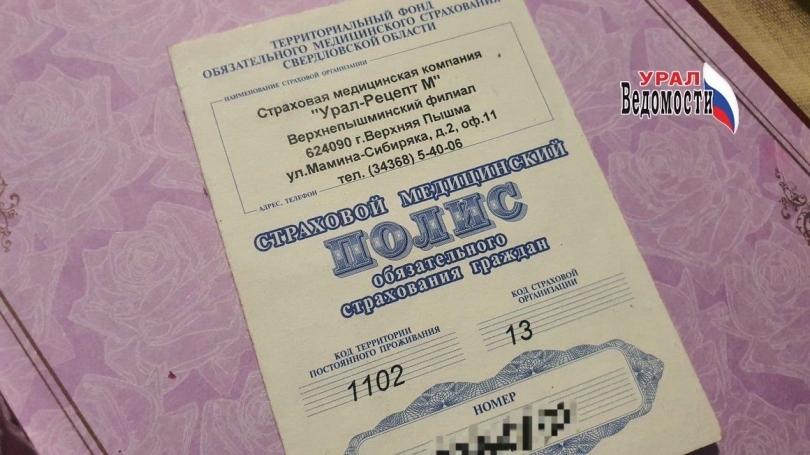 ТЕРРИТОРИАЛЬНЫЙ ФОНД
ОБЯЗАТЕЛЬНОГО МЕДИЦИНСКОГО СТРАХОВАНИЯ
СВЕРДЛОВСКОЙ ОБЛАСТИ
НАИМЕНОВАНИЕ СТРАХОВОЙ ОРГАНИЗАЦИИ
Страховая медицинская компания
"Урал-Рецепт М"
Верхнепышминский филиал
624090 г.Верхняя Пышма
ул.Мамина-Сибиряка, д.2, оф.11
тел. (34368) 5-40-06
АДРЕС, ТЕЛЕФОН
СТРАХОВОЙ МЕДИЦИНСКИЙ
ПОЛИС
обязательного
страхования граждан
КОД ТЕРРИТОРИИ
ПОСТОЯННОГО ПРОЖИВАНИЯ
1102
КОД СТРАХОВОЙ
ОРГАНИЗАЦИИ
13
НОМЕР
УРАЛ
Ведомости